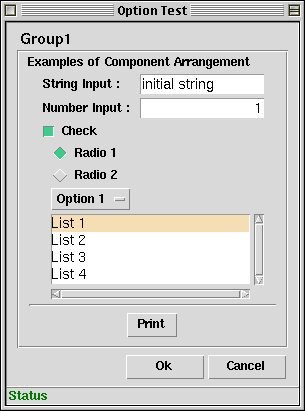 Option Test
Group1
Examples of Component Arrangement
String Input : initial string
Number Input : 1
Check
Radio 1
Radio 2
Option 1
List 1
List 2
List 3
List 4
Print
Ok Cancel
Status